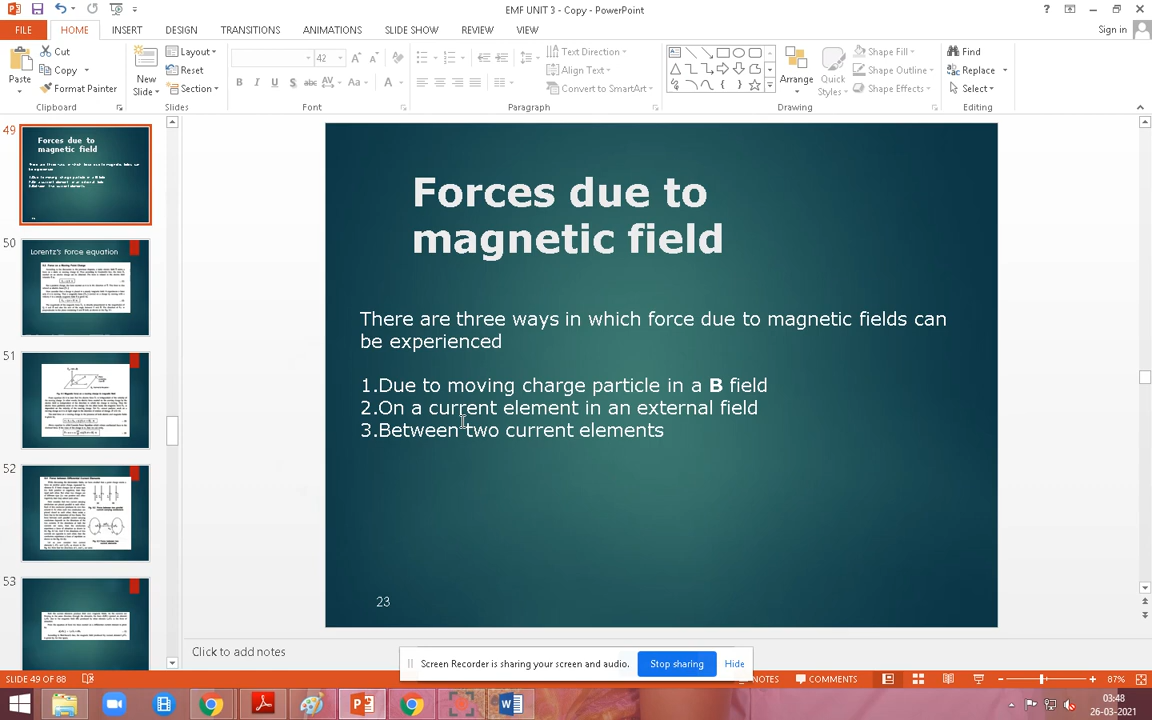 EMF UNIT 3 - Copy - PowerPoint
Sign in
FILE HOME INSERT DESIGN TRANSITIONS ANIMATIONS SLIDE SHOW REVIEW VIEW
Paste
Cut
Copy
Format Painter
Clipboard
New Slide
Layout
Reset
Section
Slides
42
B I U S abc AV Aa A
Font
Text Direction
Align Text
Convert to SmartArt
Paragraph
Arrange
Quick Styles
Shape Fill
Shape Outline
Shape Effects
Drawing
Find
Replace
Select
Editing
49
Forces due to
magnetic field
50
Lorentz's Force equation
51
52
53
Forces due to
magnetic field
There are three ways in which force due to magnetic fields can
be experienced
1.Due to moving charge particle in a B field
2.On a current element in an external field
3.Between two current elements
23
Click to add notes
Screen Recorder is sharing your screen and audio. Stop sharing Hide
SLIDE 49 OF 88
NOTES COMMENTS 87%
03:48
26-03-2021